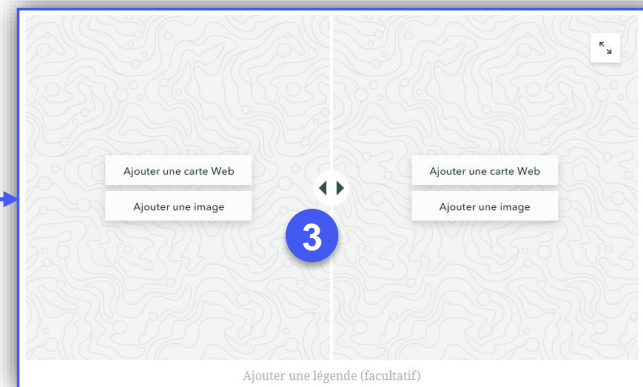 Ajouter une carte Web
Ajouter une image
Ajouter une carte Web
Ajouter une image
3
Ajouter une légende (facultatif)